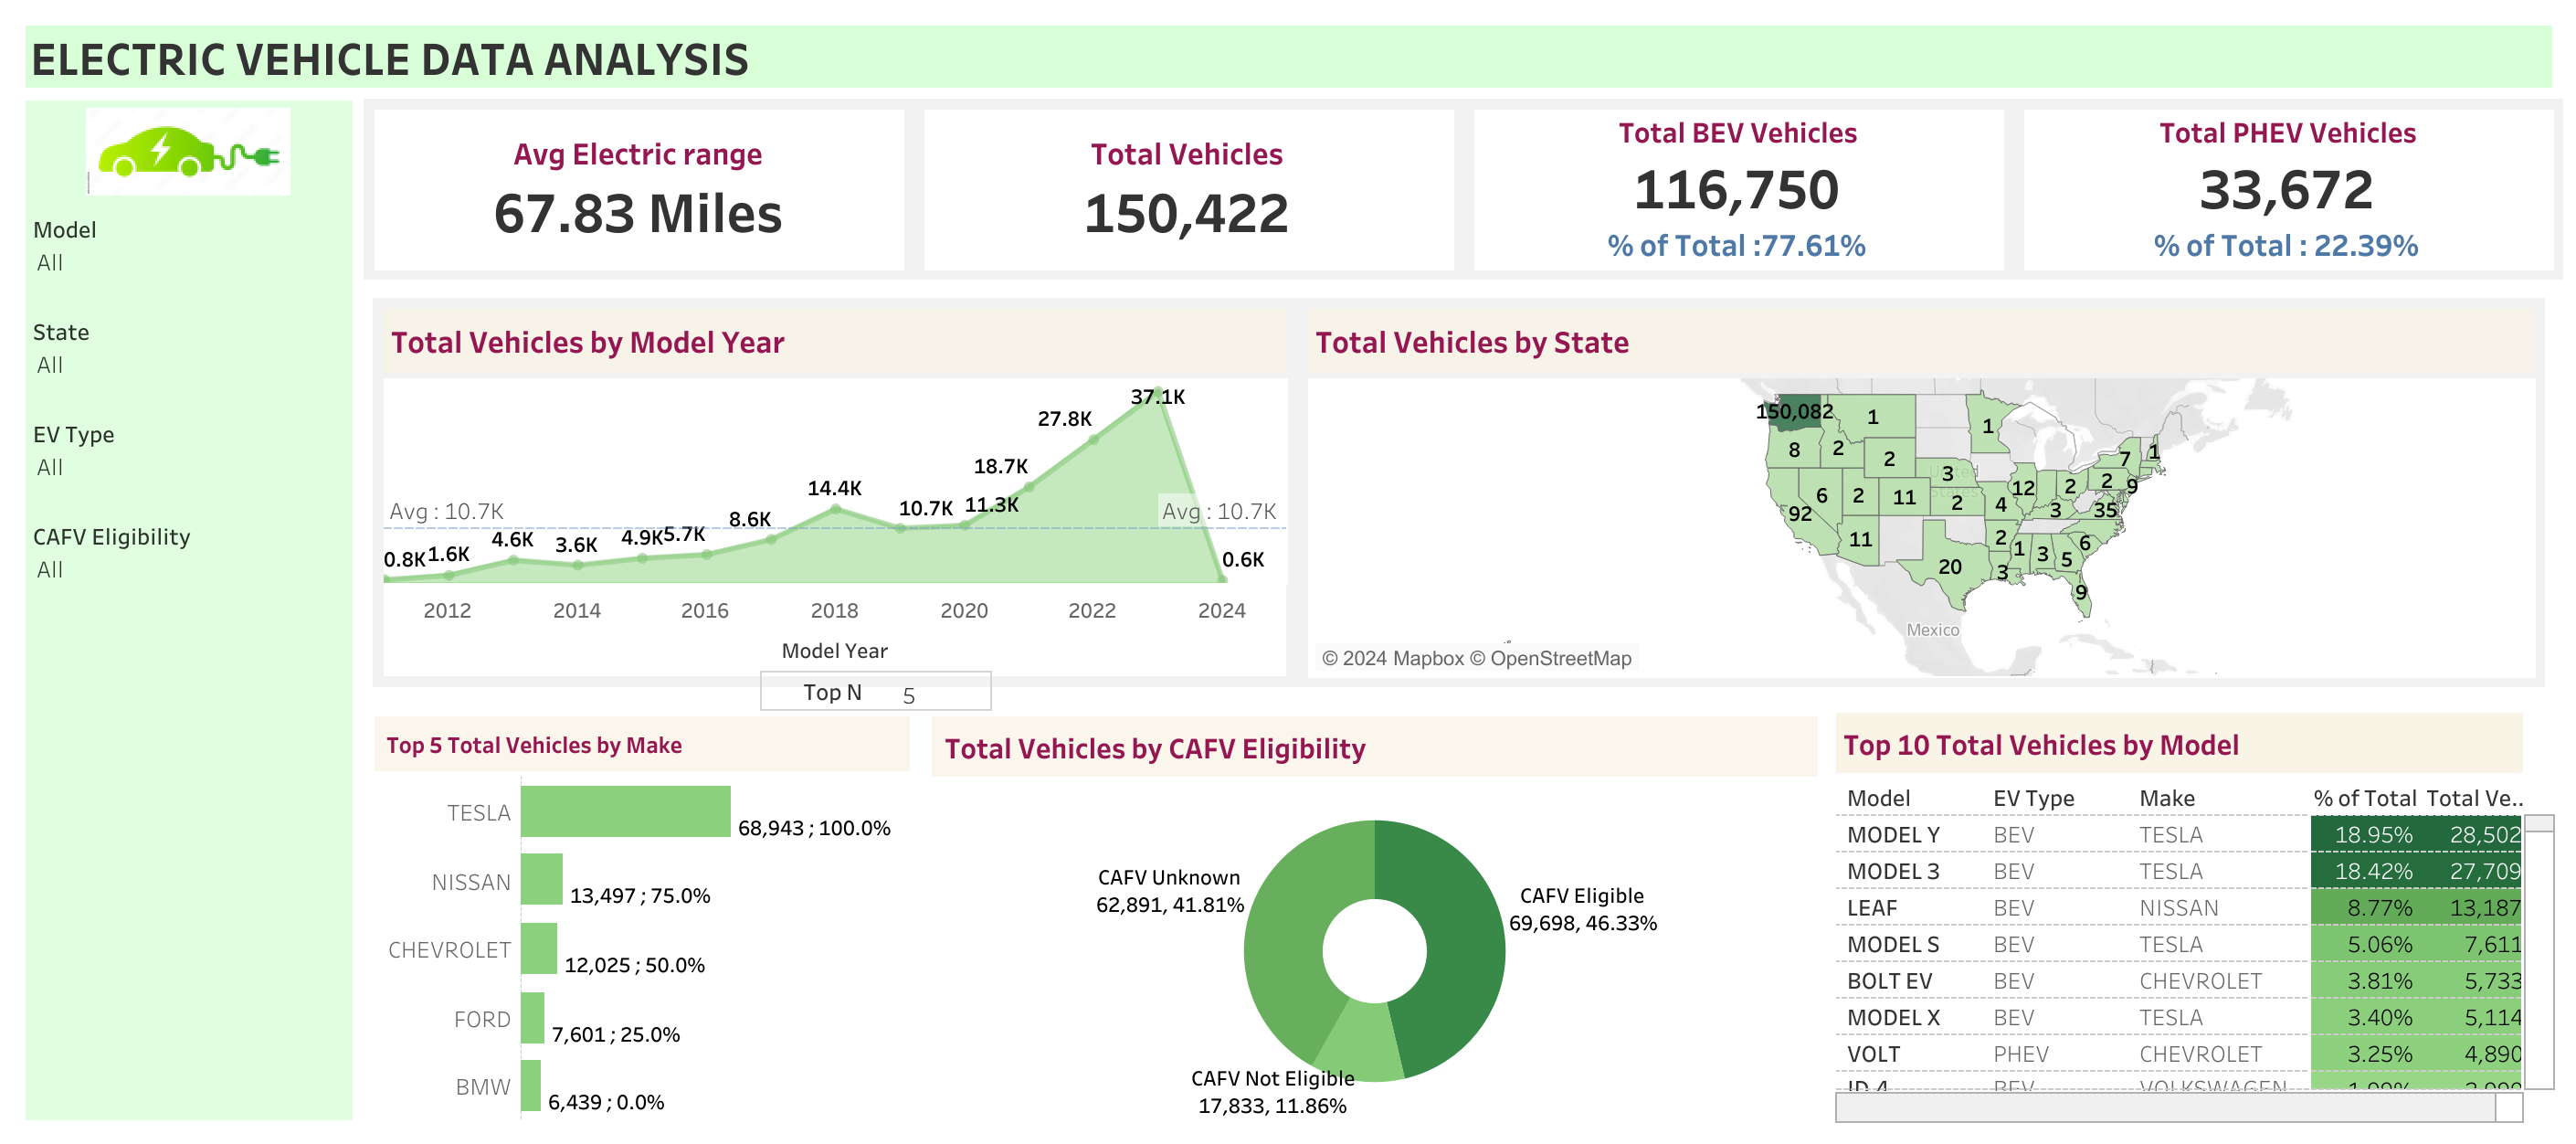 ELECTRIC VEHICLE DATA ANALYSIS
Model
All
State
All
EV Type
All
CAFV Eligibility
All
Avg Electric range
67.83 Miles
Total Vehicles
150,422
Total BEV Vehicles
116,750
% of Total :77.61%
Total PHEV Vehicles
33,672
% of Total : 22.39%
Total Vehicles by Model Year
37.1K
27.8K
18.7K
14.4K
10.7K
11.3K
Avg : 10.7K
Avg : 10.7K
8.6K
0.8K
1.6K
4.6K
3.6K
4.9K
5.7K
0.6K
2012
2014
2016
2018
2020
2022
2024
Model Year
Top N 5
Total Vehicles by State
150,082
1
1
8
2
2
3
7
1
6
2
11
2
4
12
2
2
9
92
3
35
11
2
1
3
5
6
20
3
9
United
States
Mexico
© 2024 Mapbox © OpenStreetMap
Top 5 Total Vehicles by Make
TESLA 68,943 ; 100.0%
NISSAN 13,497 ; 75.0%
CHEVROLET 12,025 ; 50.0%
FORD 7,601 ; 25.0%
BMW 6,439 ; 0.0%
Total Vehicles by CAFV Eligibility
CAFV Unknown
62,891, 41.81%
CAFV Eligible
69,698, 46.33%
CAFV Not Eligible
17,833, 11.86%
Top 10 Total Vehicles by Model
Model EV Type Make % of Total Total Ve..
MODEL Y BEV TESLA 18.95% 28,502
MODEL 3 BEV TESLA 18.42% 27,709
LEAF BEV NISSAN 8.77% 13,187
MODEL S BEV TESLA 5.06% 7,611
BOLT EV BEV CHEVROLET 3.81% 5,733
MODEL X BEV TESLA 3.40% 5,114
VOLT PHEV CHEVROLET 3.25% 4,890
ID.4 BEV VOLKSWAGEN